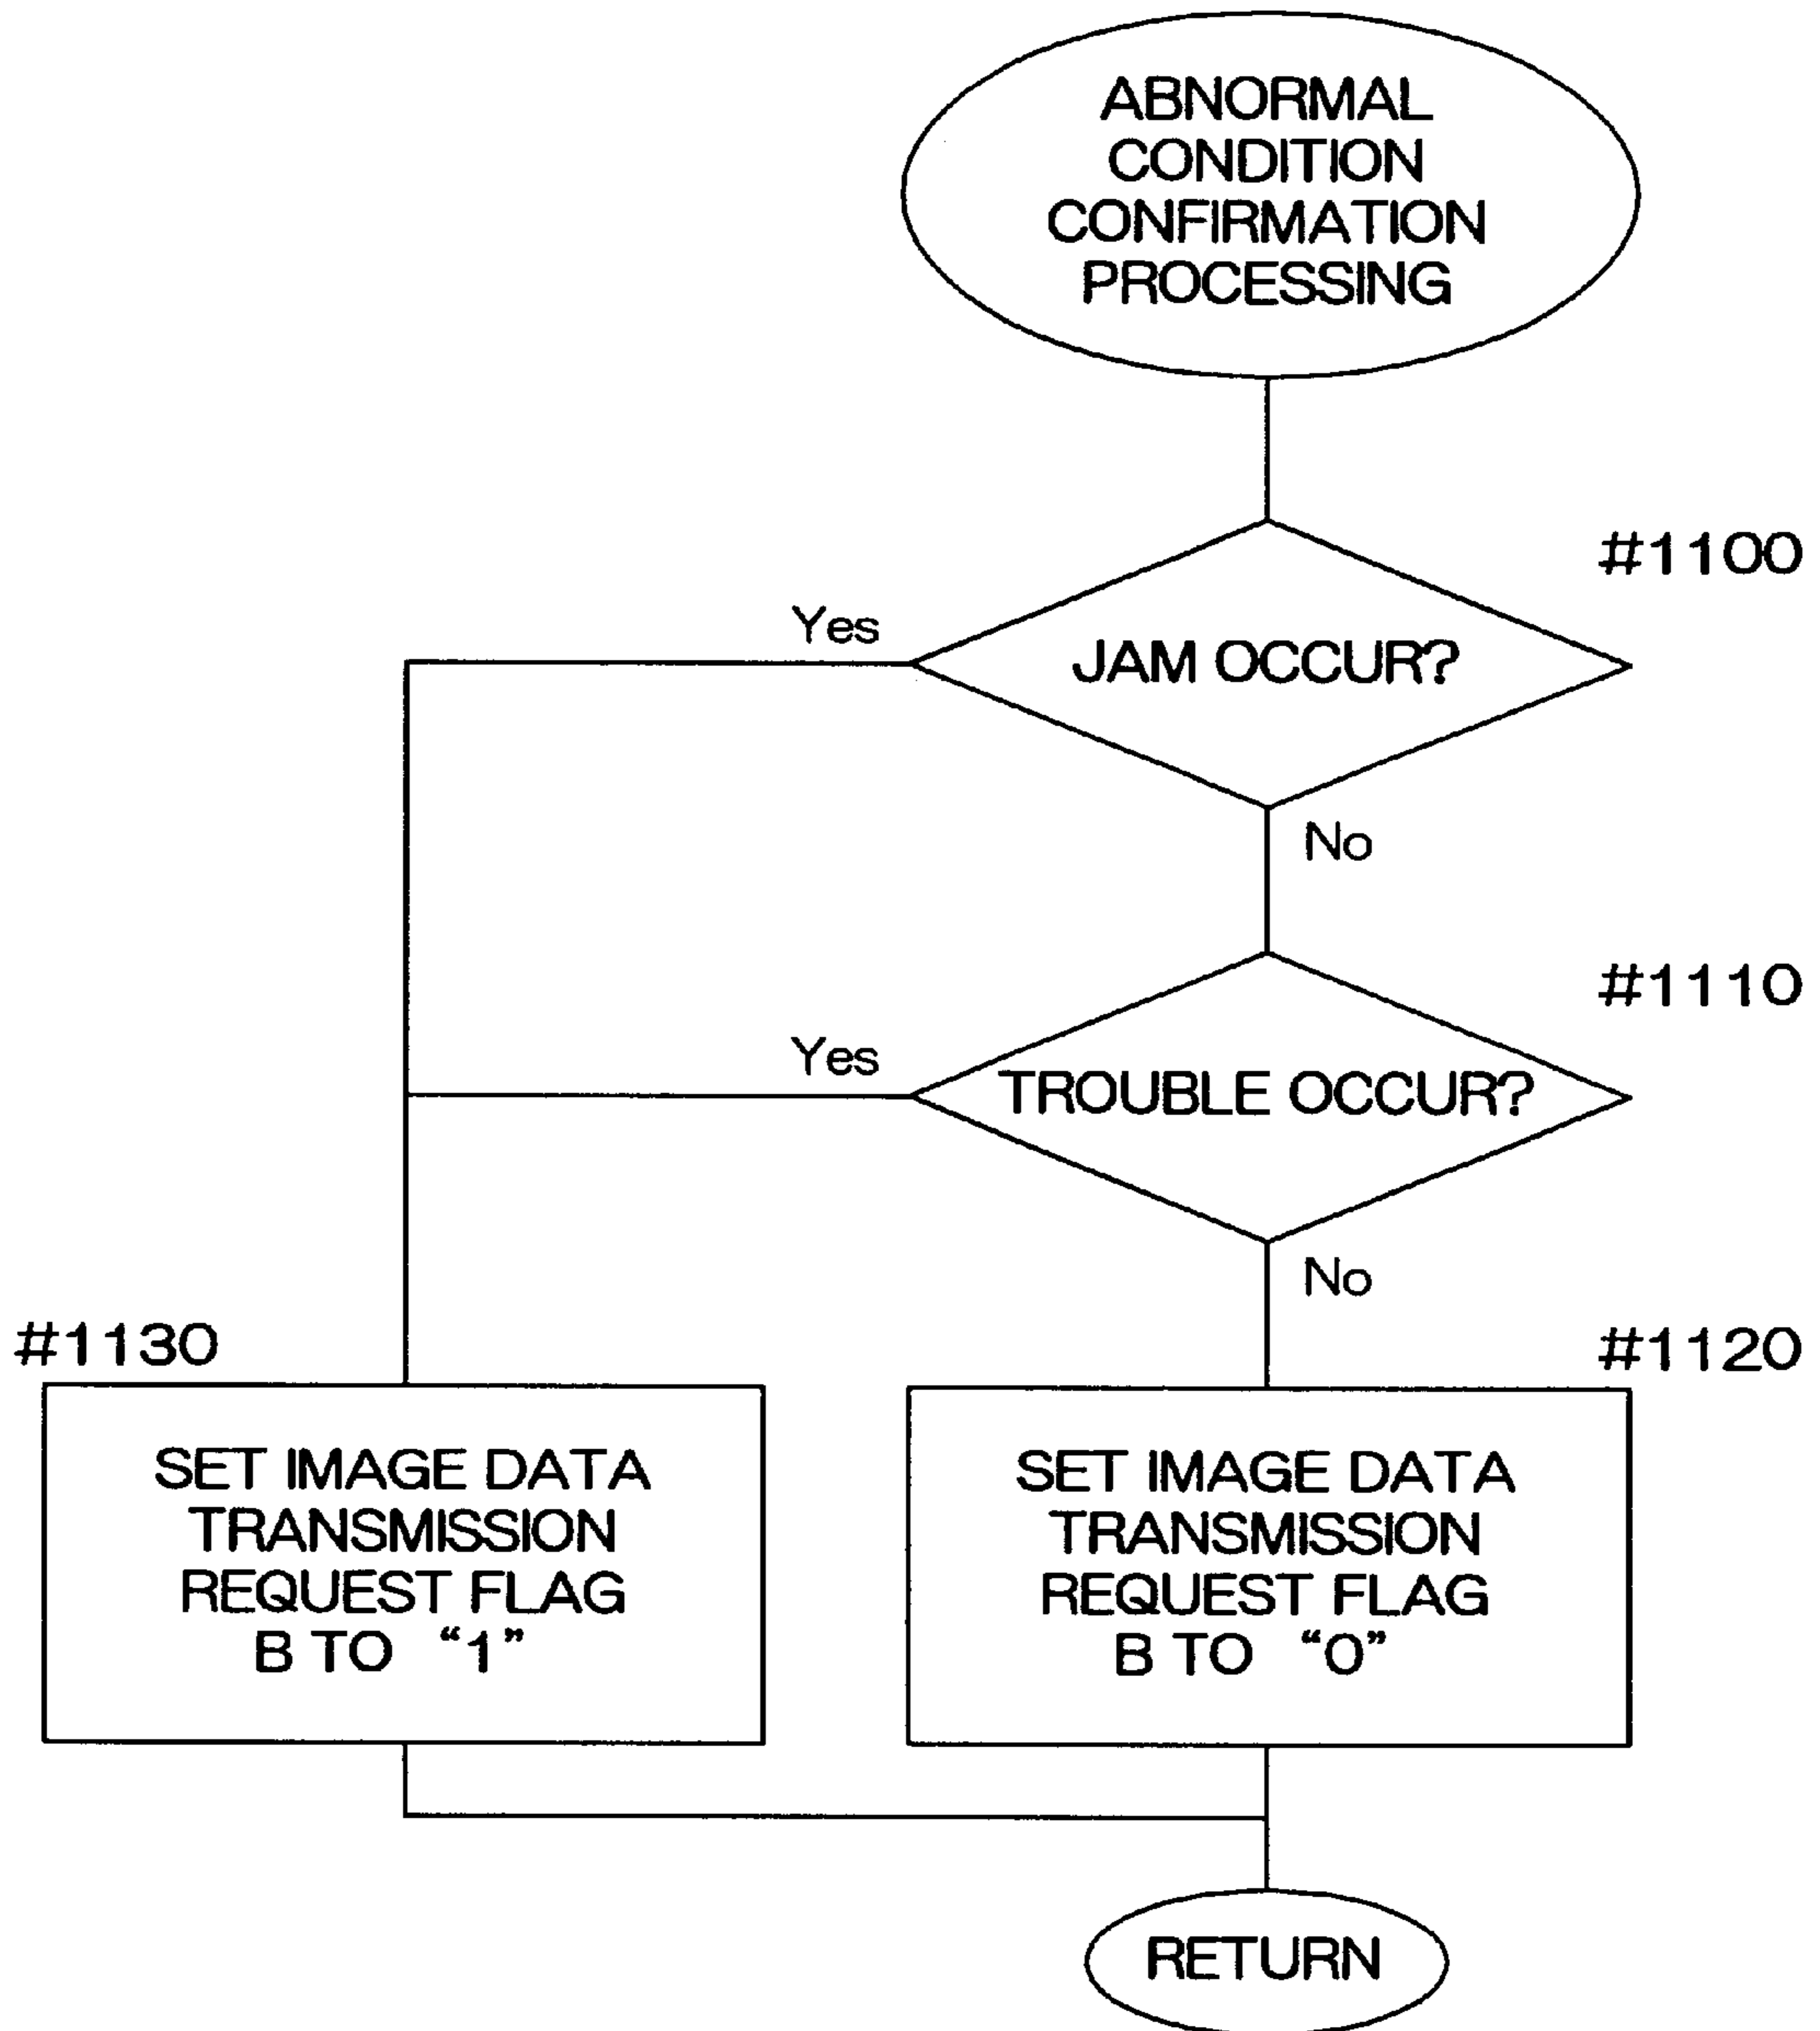 ABNORMAL
CONDITION
CONFIRMATION
PROCESSING
#1100
Yes
JAM OCCUR?
No
#1110
Yes
TROUBLE OCCUR?
No
#1130
SET IMAGE DATA
TRANSMISSION
REQUEST FLAG
B TO “1”
#1120
SET IMAGE DATA
TRANSMISSION
REQUEST FLAG
B TO “0”
RETURN